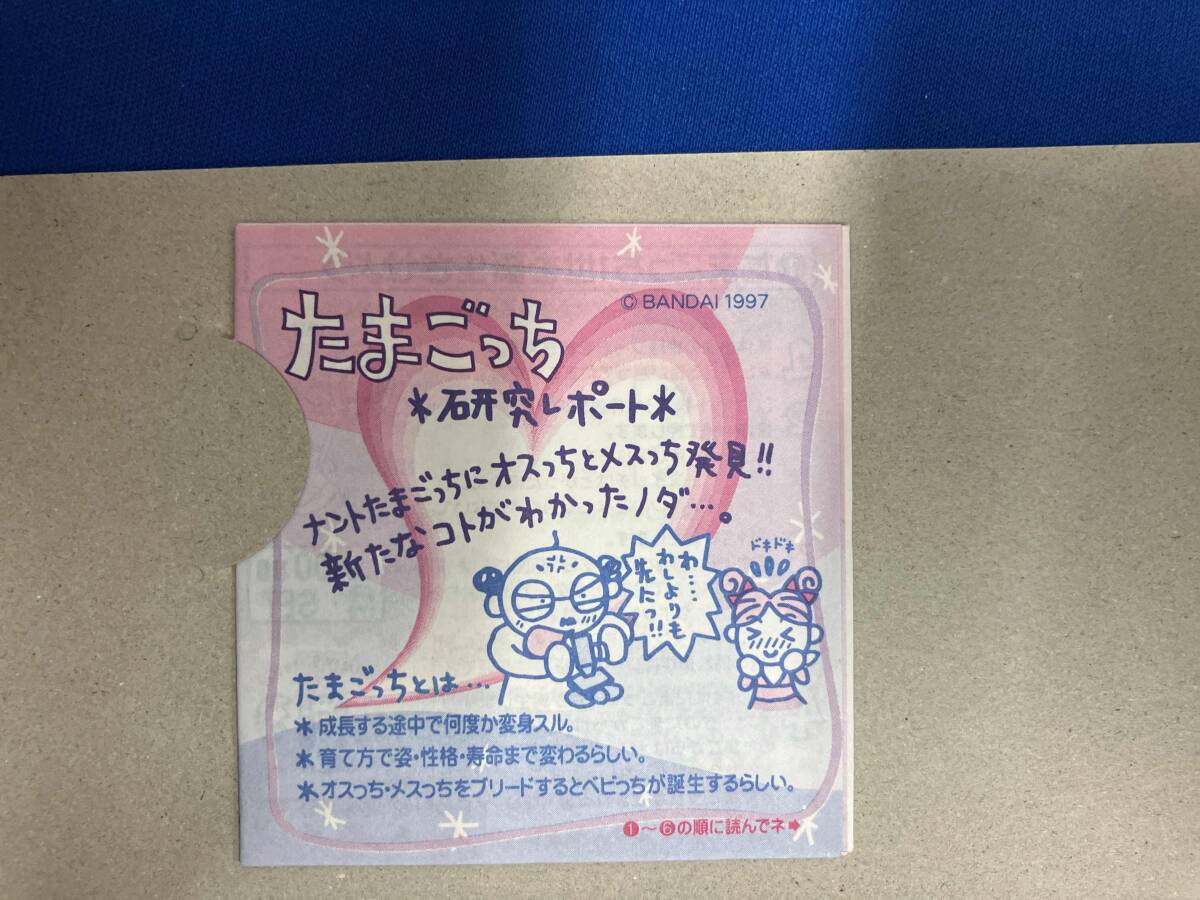 © BANDAI 1997
たまごっち
*研究レポート*
ナントたまごっちにオスっちとメスっち発見!!
新たなコトがわかったノダ…。
ドキドキ
わ……
わしよりも
先たっ!!
たまごっちとは…
*成長する途中で何度か変身スル。
*育て方で姿・性格・寿命まで変わるらしい。
*オスっち・メスっちをブリードするとベビっちが誕生するらしい。
❶〜❻の順に読んでネ➡